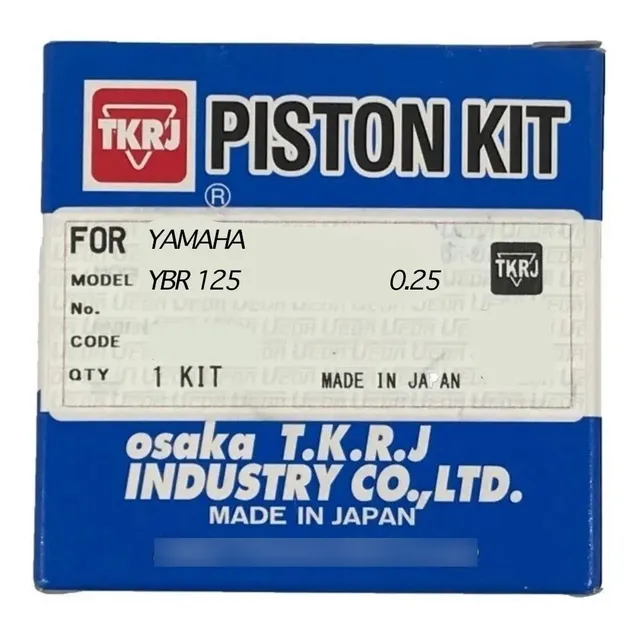 TKRJ PISTON KIT
®
FOR YAMAHA
MODEL YBR 125 0.25 TKRJ
No.
CODE
QTY 1 KIT MADE IN JAPAN
osaka T.K.R.J
INDUSTRY CO.,LTD.
MADE IN JAPAN